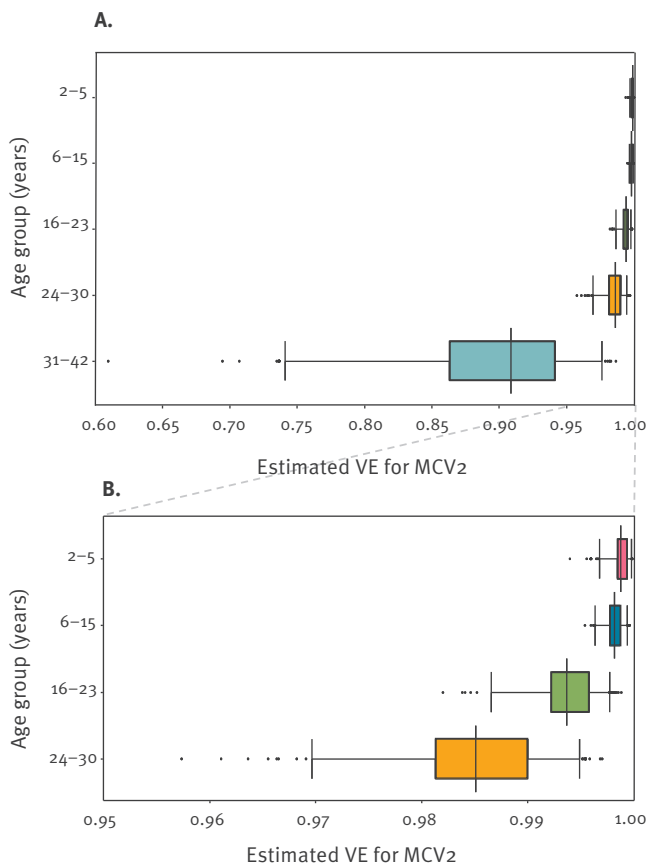 A.
Age group (years)
2–5
6–15
16–23
24–30
31–42
0.60 0.70 0.75 0.80 0.85 0.90 0.95 1.00
Estimated VE for MCV2
B.
Age group (years)
2–5
6–15
16–23
24–30
0.95 0.96 0.97 0.98 0.99 1.00
Estimated VE for MCV2